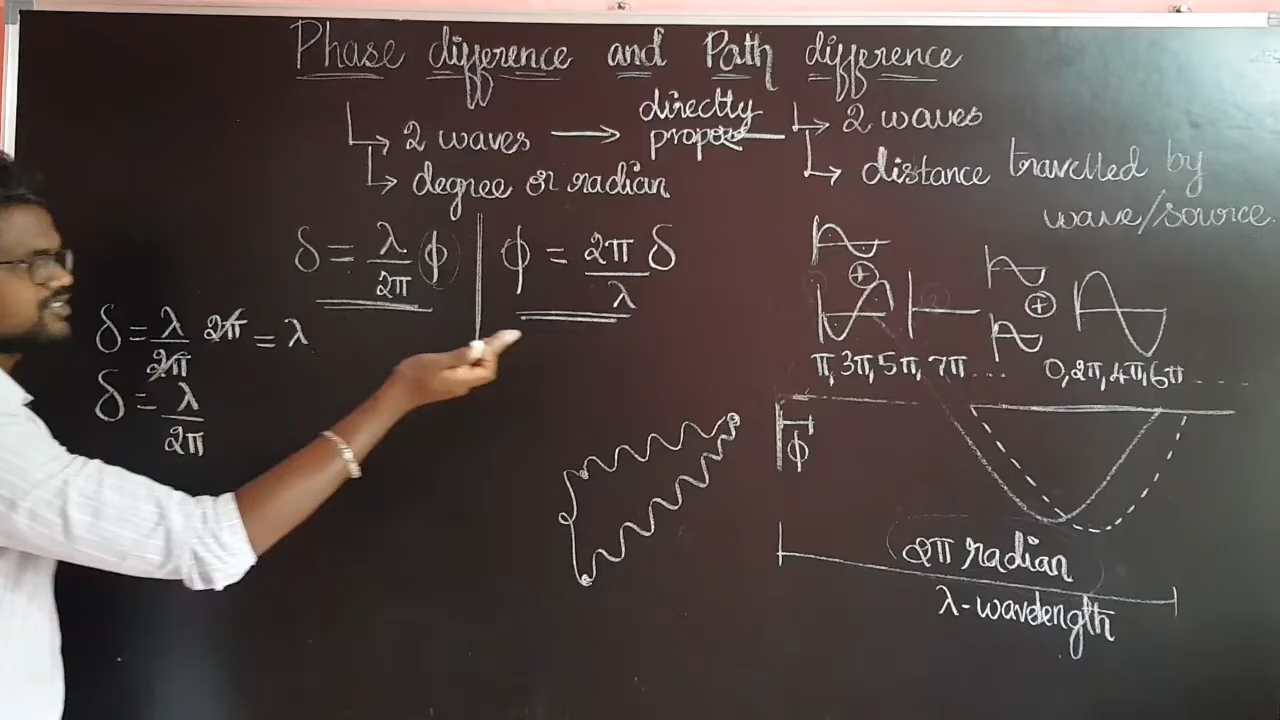 Phase difference and Path difference
2 waves
directly
2 waves
degree or radian
distance travelled by
wave/source.
δ = λ/2π ϕ
ϕ = 2π/λ δ
δ = λ/2π 2π = λ
δ = λ/2π
π, 3π, 5π, 7π ...
0, 2π, 4π, 6π ......
ϕ
2π radian
λ-wavelength